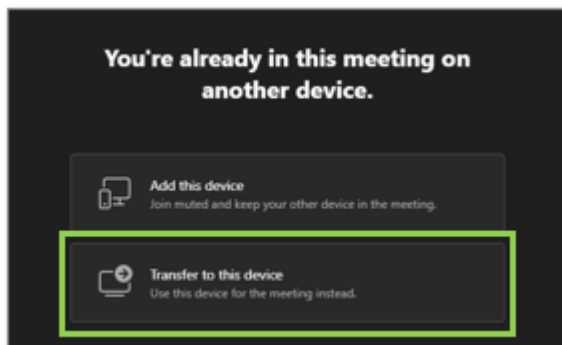 You're already in this meeting on
another device.
Add this device
Join muted and keep your other device in the meeting.
Transfer to this device
Use this device for the meeting instead.